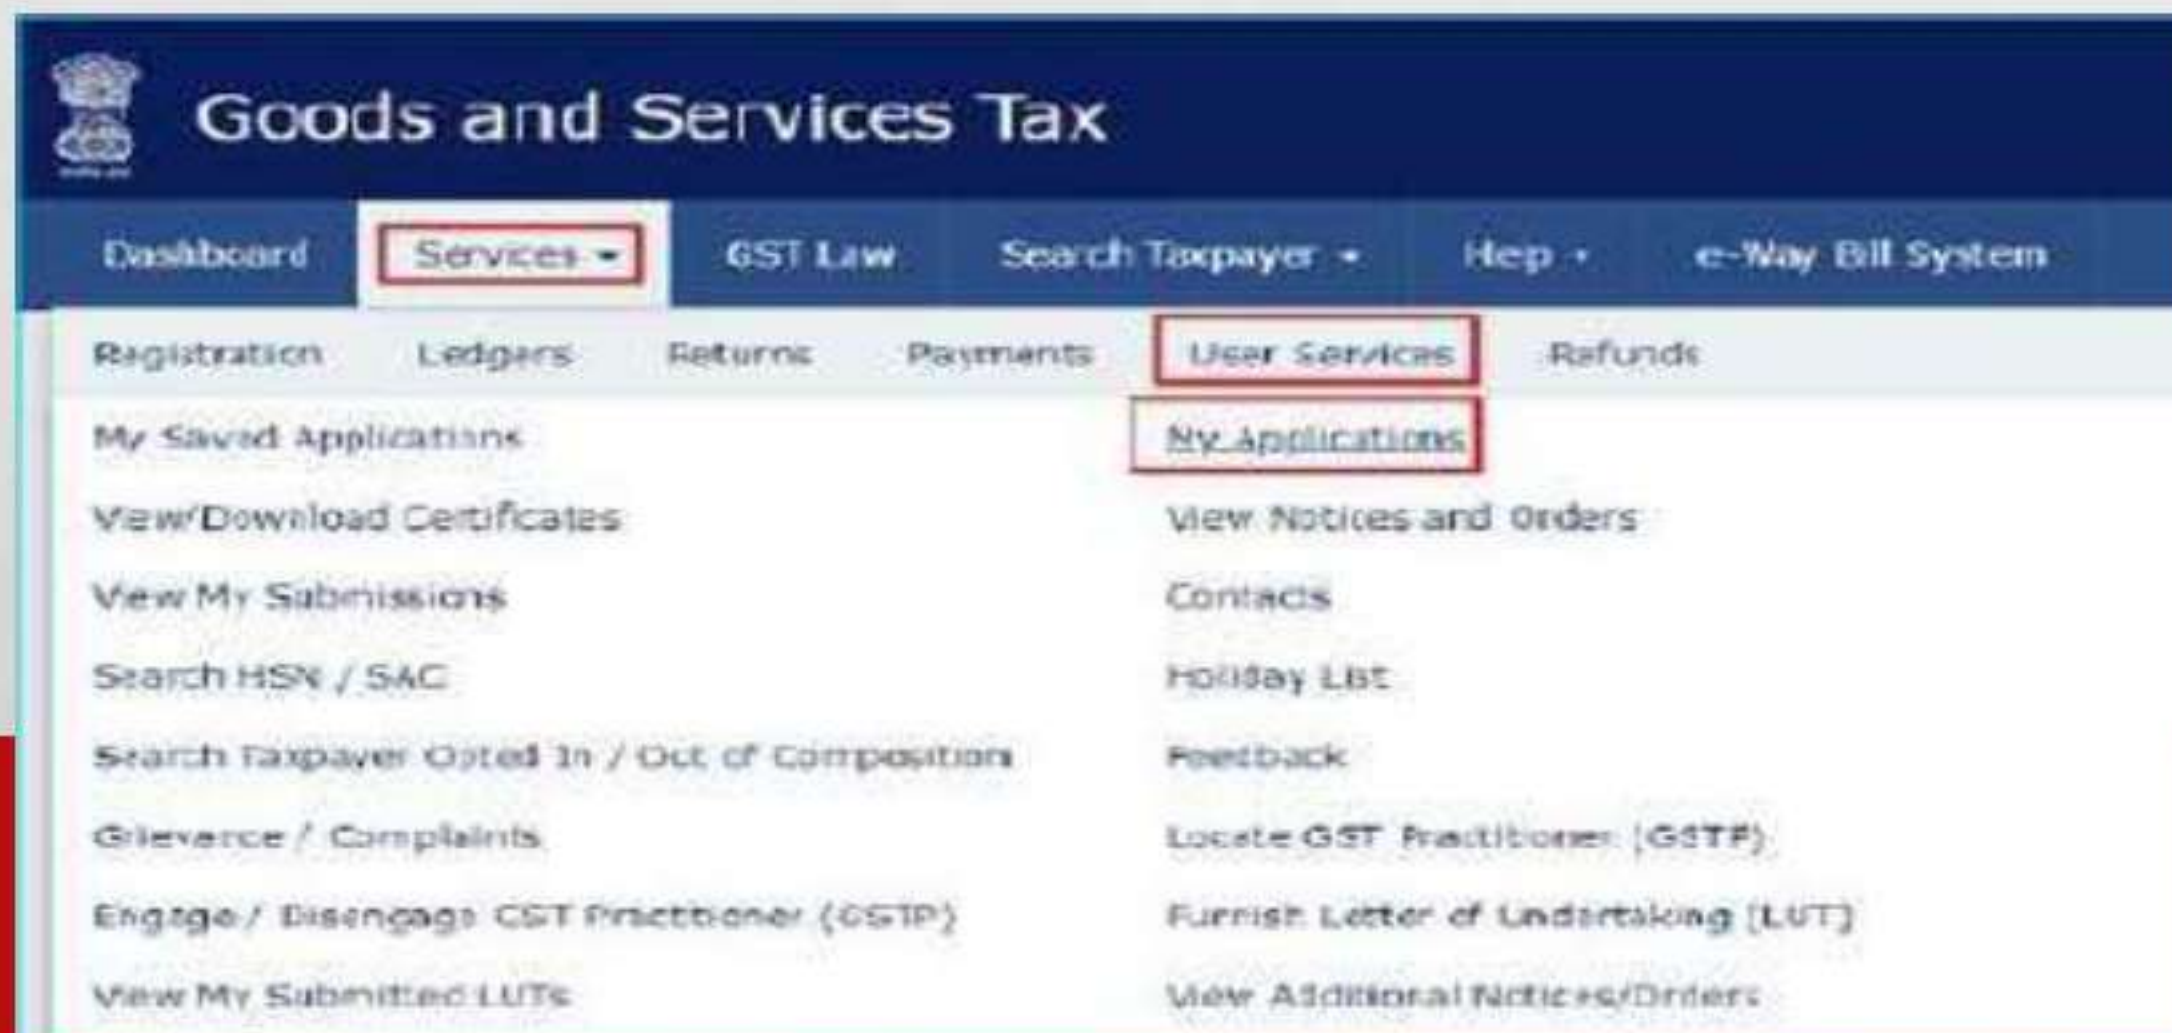 Goods and Services Tax
Dashboard Services GST Law Search Taxpayer Help e-Way Bill System
Registration Ledgers Returns Payments User Services Refunds
My Saved Applications My Applications
View/Download Certificates View Notices and Orders
View My Submissions Contacts
Search HSN / SAC Holiday List
Search Taxpayer Opted In / Out of Composition Feedback
Grievance / Complaints Locate GST Practitioner (GSTP)
Engage / Disengage GST Practitioner (GSTP) Furnish Letter of Undertaking (LUT)
View My Submitted LUTs View Additional Notices/Orders